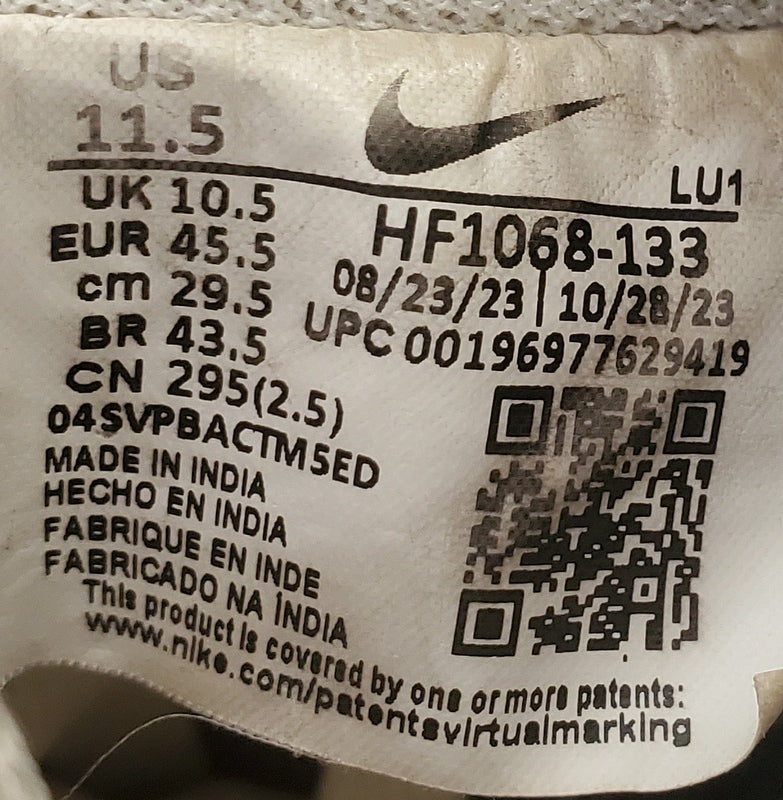 US
11.5
LU1
UK 10.5
EUR 45.5
cm 29.5
BR 43.5
CN 295(2.5)
HF1068-133
08/23/23 | 10/28/23
UPC 00196977629419
04SVPBACTM5ED
MADE IN INDIA
HECHO EN INDIA
FABRIQUE EN INDE
FABRICADO NA ÍNDIA
This product is covered by one or more patents:
www.nike.com/patentsvirtualmarking